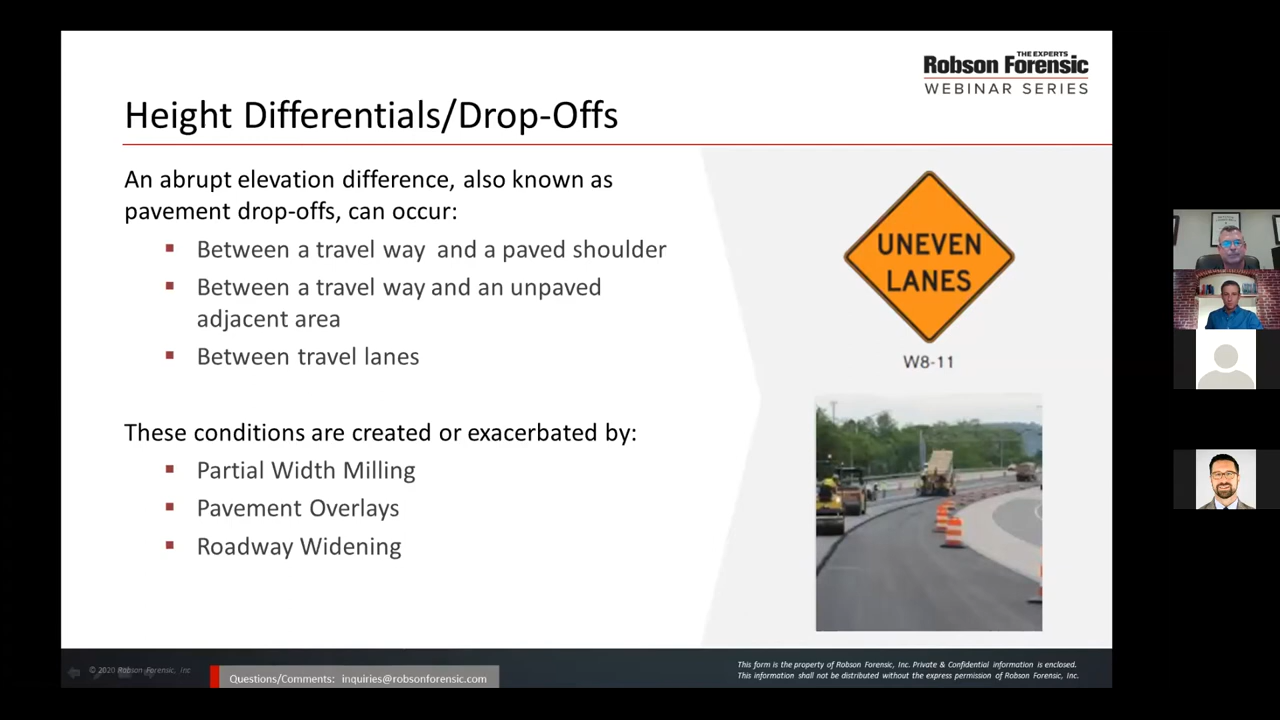 THE EXPERTS
Robson Forensic
WEBINAR SERIES
Height Differentials/Drop-Offs
An abrupt elevation difference, also known as
pavement drop-offs, can occur:
Between a travel way and a paved shoulder
Between a travel way and an unpaved
adjacent area
Between travel lanes
These conditions are created or exacerbated by:
Partial Width Milling
Pavement Overlays
Roadway Widening
UNEVEN
LANES
W8-11
© 2020 Robson Forensic, Inc
Questions/Comments: inquiries@robsonforensic.com
This form is the property of Robson Forensic, Inc. Private & Confidential information is enclosed.
This information shall not be distributed without the express permission of Robson Forensic, Inc.